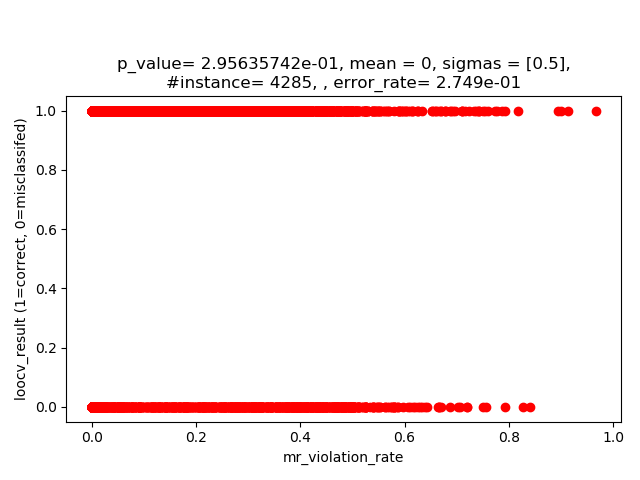 p_value= 2.95635742e-01, mean = 0, sigmas = [0.5],
#instance= 4285, , error_rate= 2.749e-01
loocv_result (1=correct, 0=misclassifed)
1.0
0.8
0.6
0.4
0.2
0.0
0.0 0.2 0.4 0.6 0.8 1.0
mr_violation_rate